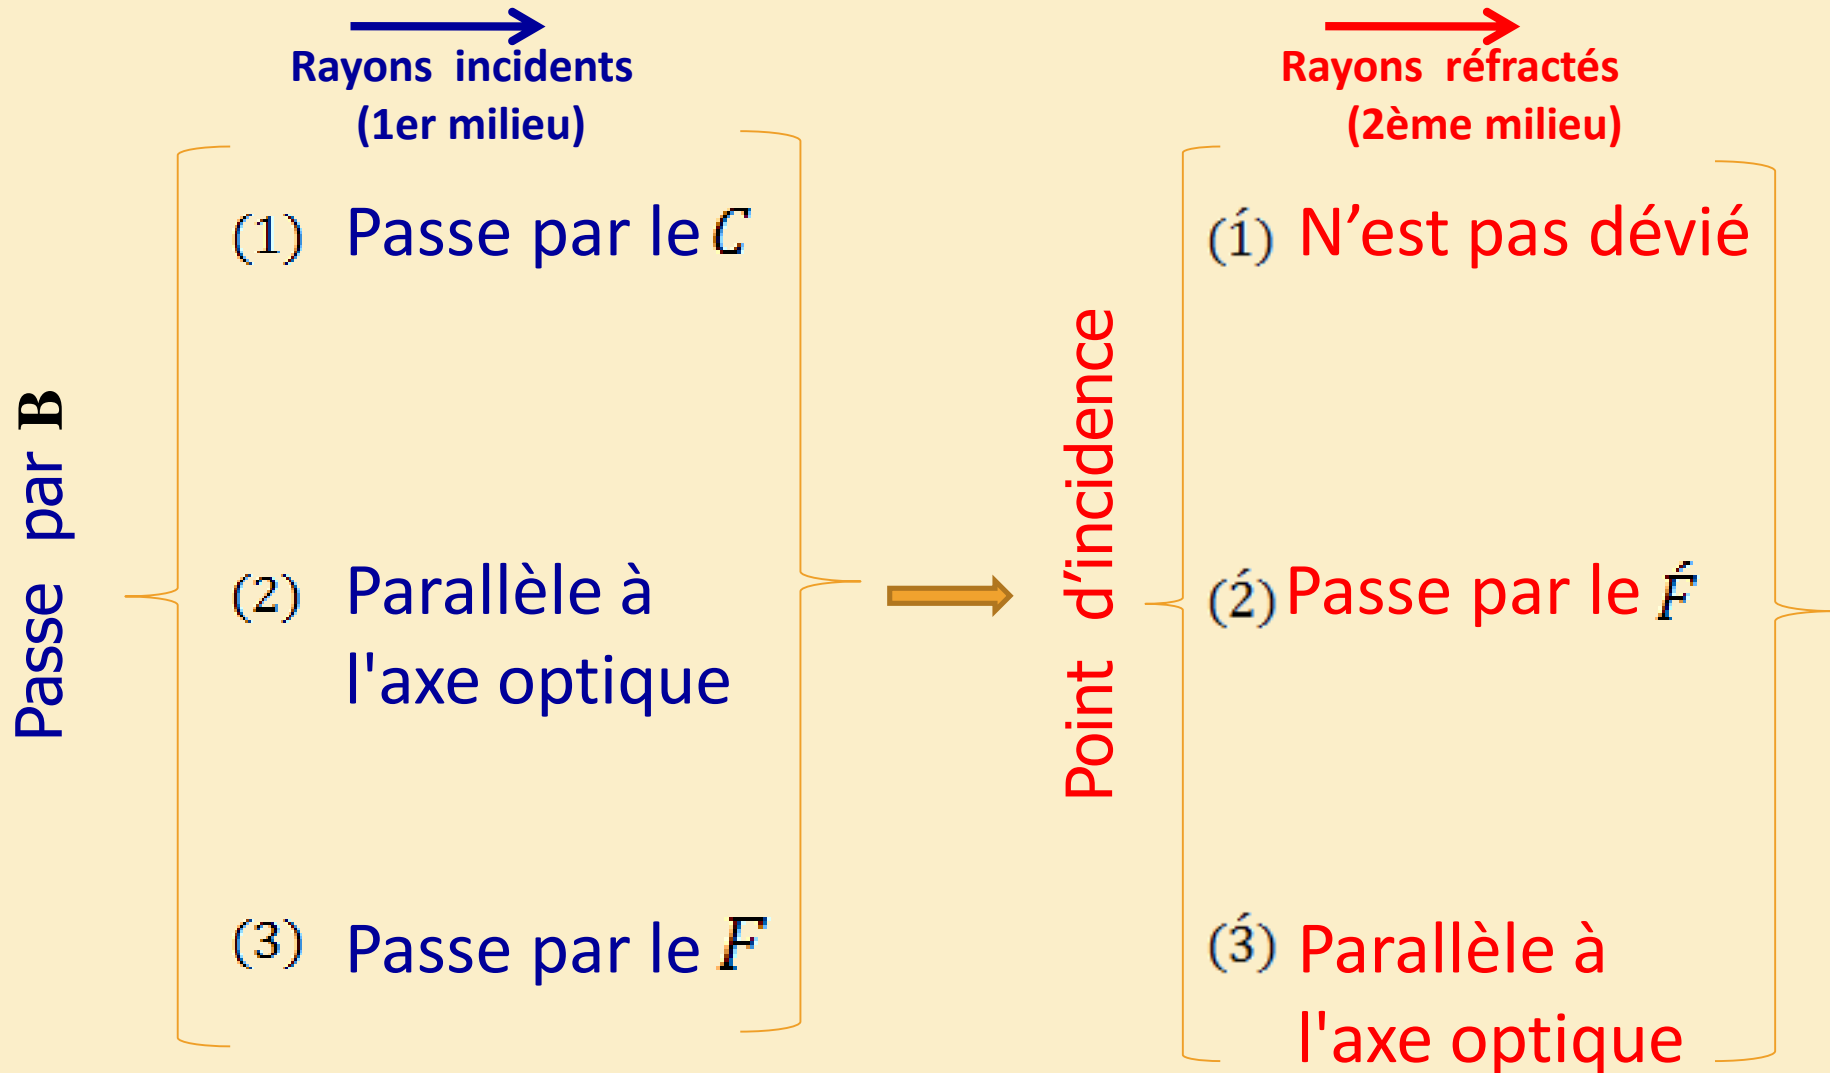 Rayons incidents
(1er milieu)
Passe par B
(1) Passe par le C
(2) Parallèle à
l'axe optique
(3) Passe par le F
Rayons réfractés
(2ème milieu)
Point d’incidence
(1́) N’est pas dévié
(2́) Passe par le F́
(3́) Parallèle à
l'axe optique